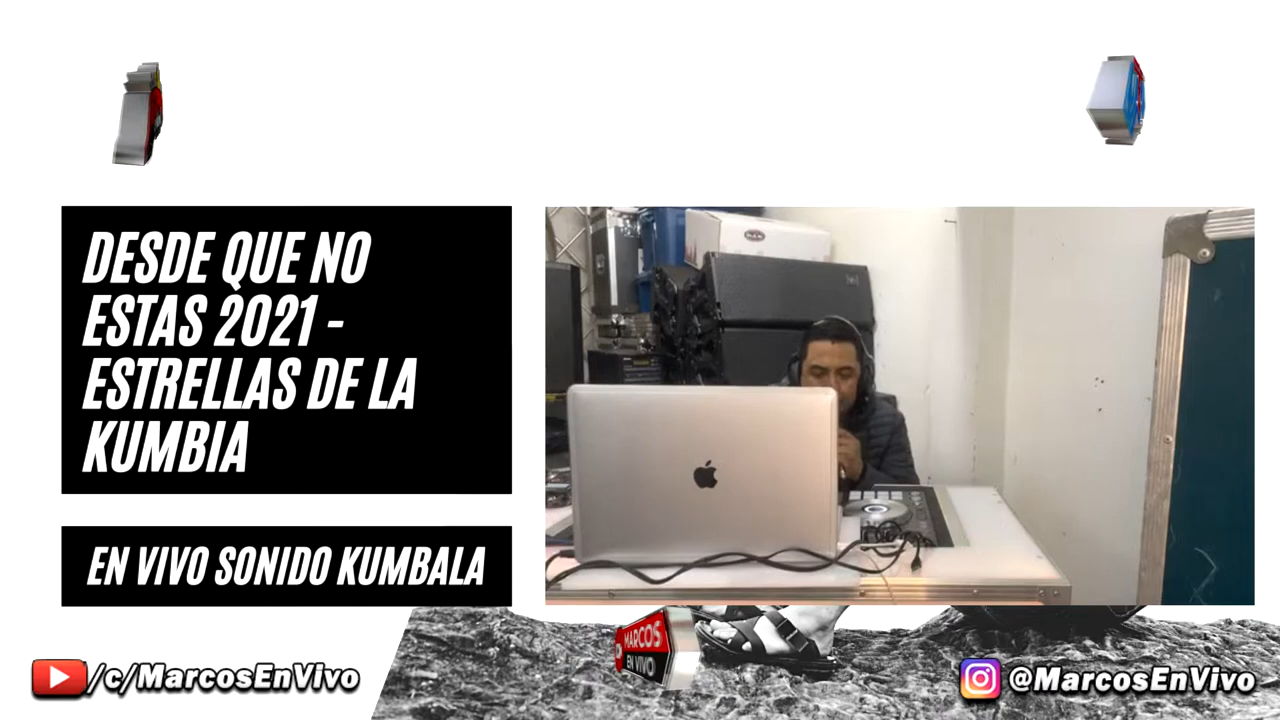 DESDE QUE NO
ESTAS 2021 -
ESTRELLAS DE LA
KUMBIA
EN VIVO SONIDO KUMBALA
MARCOS
EN VIVO
/c/MarcosEnVivo
@MarcosEnVivo